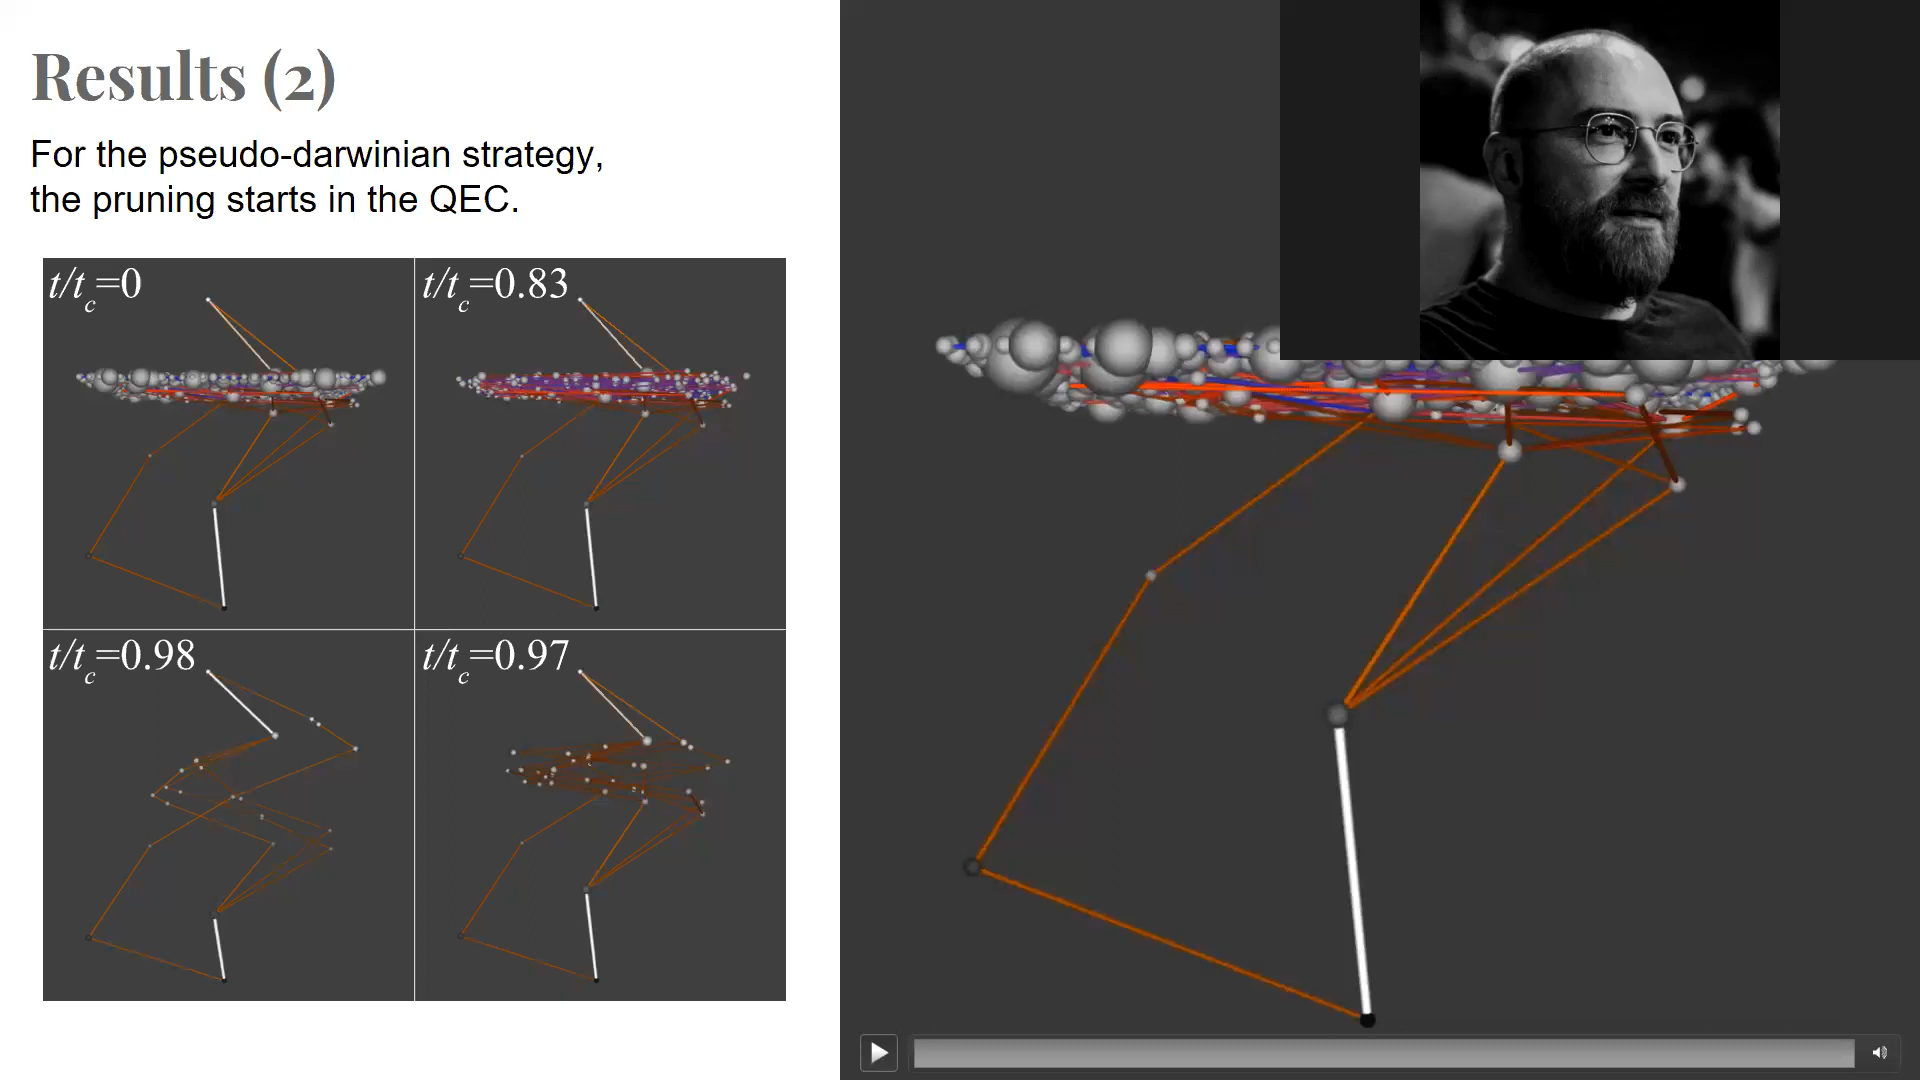 Results (2)
For the pseudo-darwinian strategy,
the pruning starts in the QEC.
t/tc=0
t/tc=0.83
t/tc=0.98
t/tc=0.97